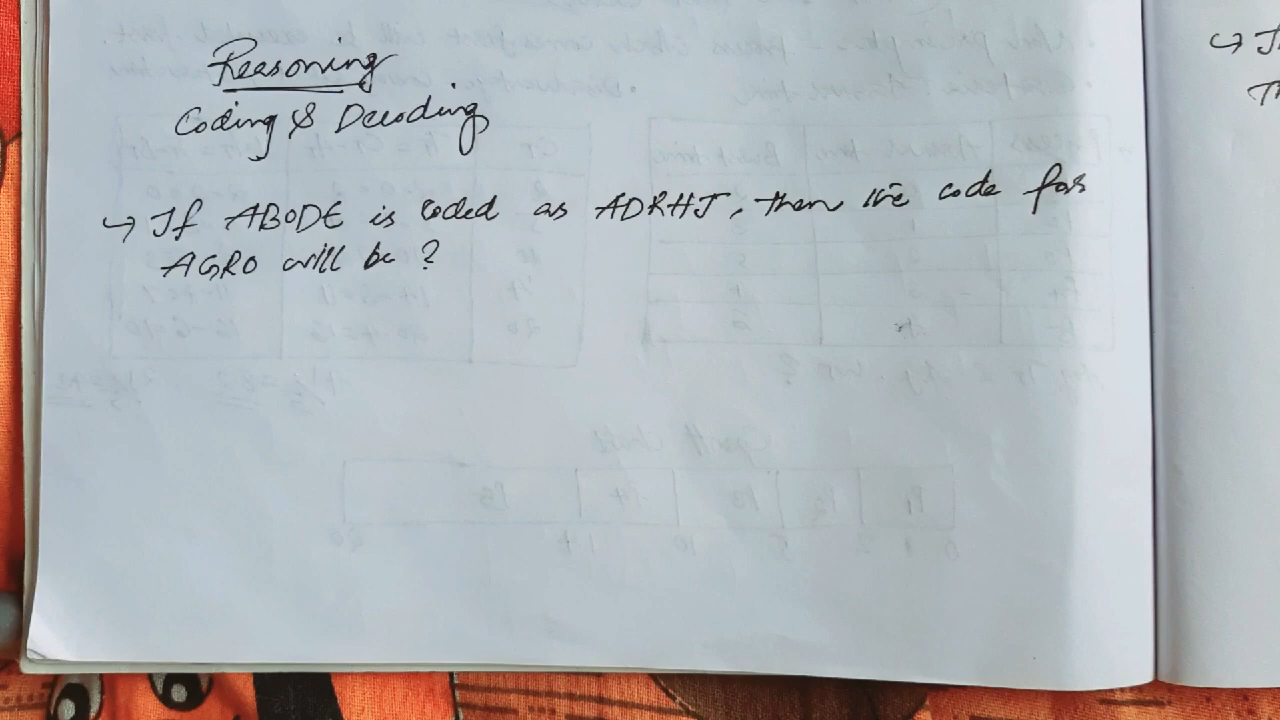 Reasoning
Coding & Decoding
↳ If ABODE is coded as ADRHJ, then the code for
AGRO will be ?
↳